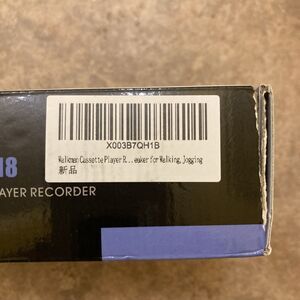 X003B7QH1B
Walkman Cassette Player R...eaker for Walking, Jogging
新品
18
AYER RECORDER